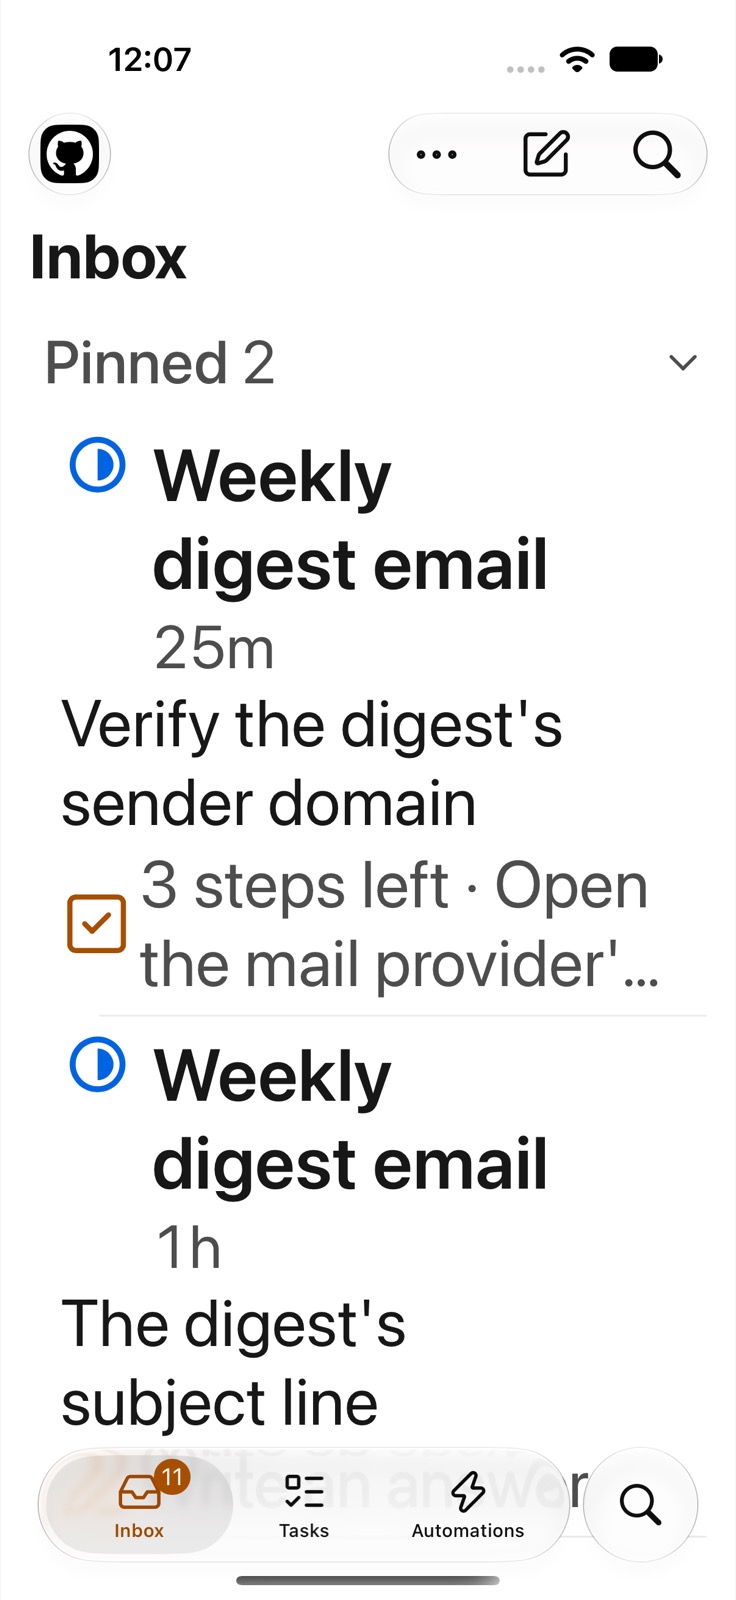 12:07
Inbox
Pinned 2
Weekly
digest email
25m
Verify the digest's
sender domain
3 steps left · Open
the mail provider'...
Weekly
digest email
1h
The digest's
subject line
11
Inbox
Tasks
Automations